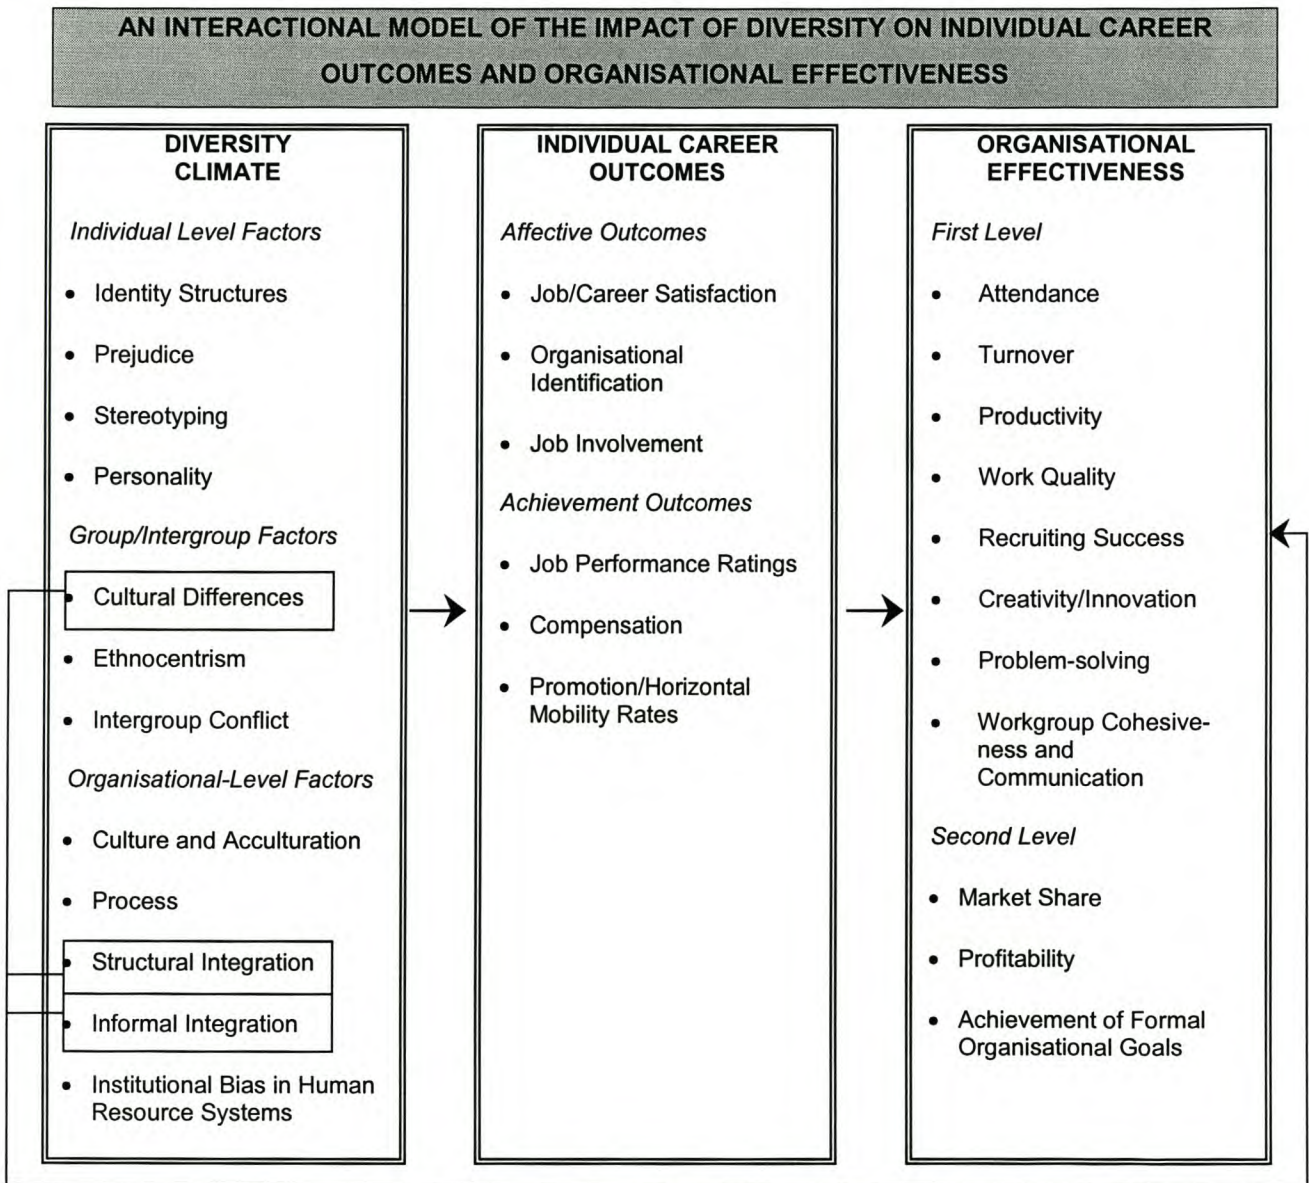 AN INTERACTIONAL MODEL OF THE IMPACT OF DIVERSITY ON INDIVIDUAL CAREER
OUTCOMES AND ORGANISATIONAL EFFECTIVENESS
DIVERSITY
CLIMATE
Individual Level Factors
• Identity Structures
• Prejudice
• Stereotyping
• Personality
Group/Intergroup Factors
• Cultural Differences
• Ethnocentrism
• Intergroup Conflict
Organisational-Level Factors
• Culture and Acculturation
• Process
• Structural Integration
• Informal Integration
• Institutional Bias in Human
Resource Systems
INDIVIDUAL CAREER
OUTCOMES
Affective Outcomes
• Job/Career Satisfaction
• Organisational
Identification
• Job Involvement
Achievement Outcomes
• Job Performance Ratings
• Compensation
• Promotion/Horizontal
Mobility Rates
ORGANISATIONAL
EFFECTIVENESS
First Level
• Attendance
• Turnover
• Productivity
• Work Quality
• Recruiting Success
• Creativity/Innovation
• Problem-solving
• Workgroup Cohesive-
ness and
Communication
Second Level
• Market Share
• Profitability
• Achievement of Formal
Organisational Goals